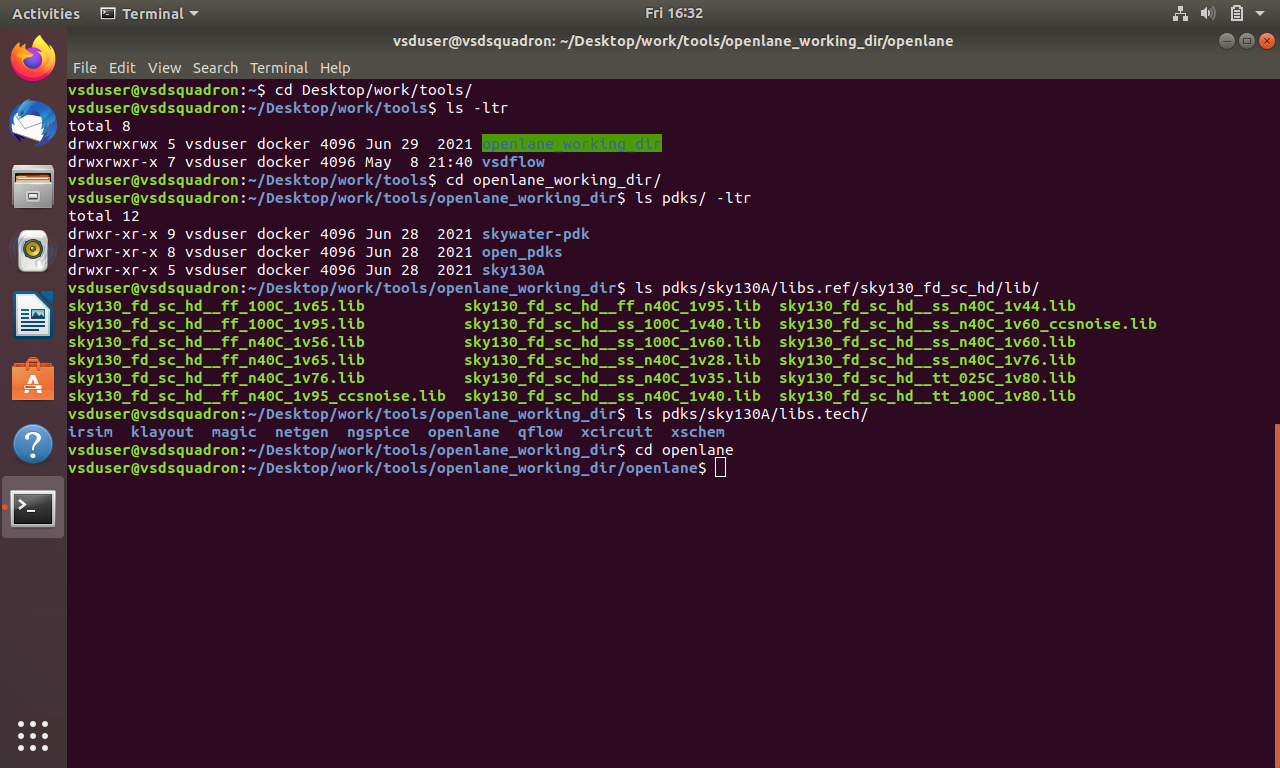 Activities Terminal Fri 16:32
vsduser@vsdsquadron: ~/Desktop/work/tools/openlane_working_dir/openlane
File Edit View Search Terminal Help
vsduser@vsdsquadron:~$ cd Desktop/work/tools/
vsduser@vsdsquadron:~/Desktop/work/tools$ ls -ltr
total 8
drwxrwxrwx 5 vsduser docker 4096 Jun 29  2021 openlane_working_dir
drwxrwxr-x 7 vsduser docker 4096 May  8 21:40 vsdflow
vsduser@vsdsquadron:~/Desktop/work/tools$ cd openlane_working_dir/
vsduser@vsdsquadron:~/Desktop/work/tools/openlane_working_dir$ ls pdks/ -ltr
total 12
drwxr-xr-x 9 vsduser docker 4096 Jun 28  2021 skywater-pdk
drwxr-xr-x 8 vsduser docker 4096 Jun 28  2021 open_pdks
drwxr-xr-x 5 vsduser docker 4096 Jun 28  2021 sky130A
vsduser@vsdsquadron:~/Desktop/work/tools/openlane_working_dir$ ls pdks/sky130A/libs.ref/sky130_fd_sc_hd/lib/
sky130_fd_sc_hd__ff_100C_1v65.lib           sky130_fd_sc_hd__ff_n40C_1v95.lib  sky130_fd_sc_hd__ss_n40C_1v44.lib
sky130_fd_sc_hd__ff_100C_1v95.lib           sky130_fd_sc_hd__ss_100C_1v40.lib  sky130_fd_sc_hd__ss_n40C_1v60_ccsnoise.lib
sky130_fd_sc_hd__ff_n40C_1v56.lib           sky130_fd_sc_hd__ss_100C_1v60.lib  sky130_fd_sc_hd__ss_n40C_1v60.lib
sky130_fd_sc_hd__ff_n40C_1v65.lib           sky130_fd_sc_hd__ss_n40C_1v28.lib  sky130_fd_sc_hd__ss_n40C_1v76.lib
sky130_fd_sc_hd__ff_n40C_1v76.lib           sky130_fd_sc_hd__ss_n40C_1v35.lib  sky130_fd_sc_hd__tt_025C_1v80.lib
sky130_fd_sc_hd__ff_n40C_1v95_ccsnoise.lib  sky130_fd_sc_hd__ss_n40C_1v40.lib  sky130_fd_sc_hd__tt_100C_1v80.lib
vsduser@vsdsquadron:~/Desktop/work/tools/openlane_working_dir$ ls pdks/sky130A/libs.tech/
irsim  klayout  magic  netgen  ngspice  openlane  qflow  xcircuit  xschem
vsduser@vsdsquadron:~/Desktop/work/tools/openlane_working_dir$ cd openlane
vsduser@vsdsquadron:~/Desktop/work/tools/openlane_working_dir/openlane$